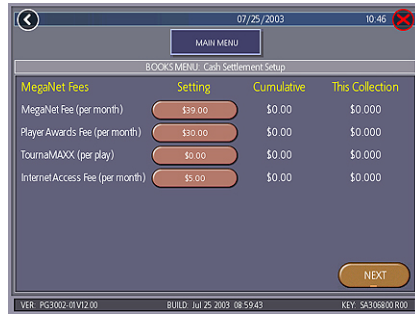 07/25/2003 10:46
MAIN MENU
BOOKS MENU: Cash Settlement Setup
MegaNet Fees Setting Cumulative This Collection
MegaNet Fee (per month) $39.00 $0.00 $0.000
Player Awards Fee (per month) $30.00 $0.00 $0.000
TournaMAXX (per play) $0.00 $0.00 $0.000
Internet Access Fee (per month) $5.00 $0.00 $0.000
NEXT
VER: PG3002-01V12.00 BUILD: Jul 25 2003 08:59:43 KEY: SA306800 R00